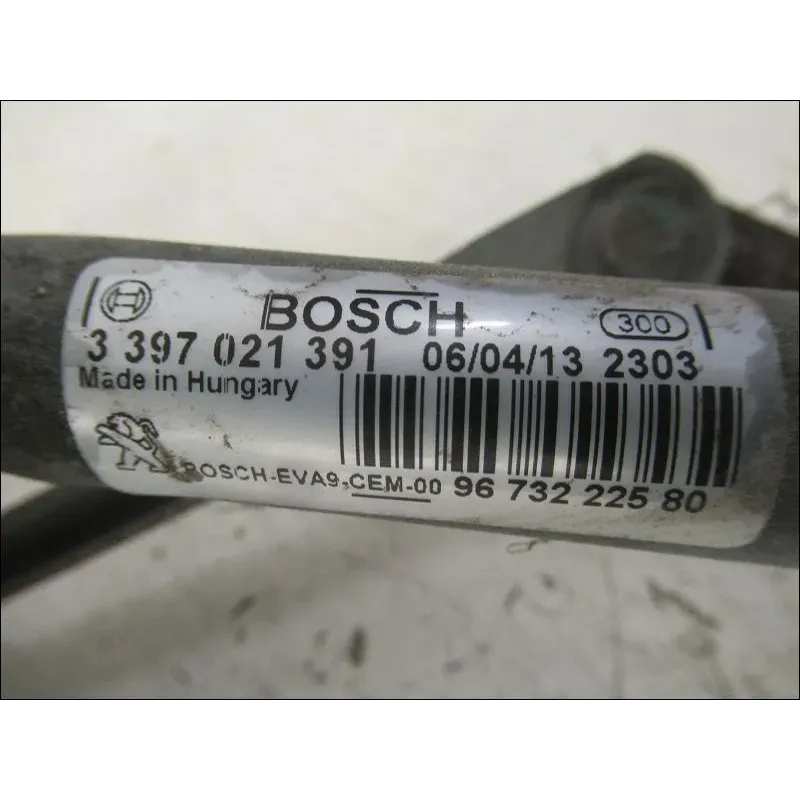 BOSCH 300
3 397 021 391 06/04/13 2303
Made in Hungary
BOSCH-EVA9-CEM-00 96 732 225 80